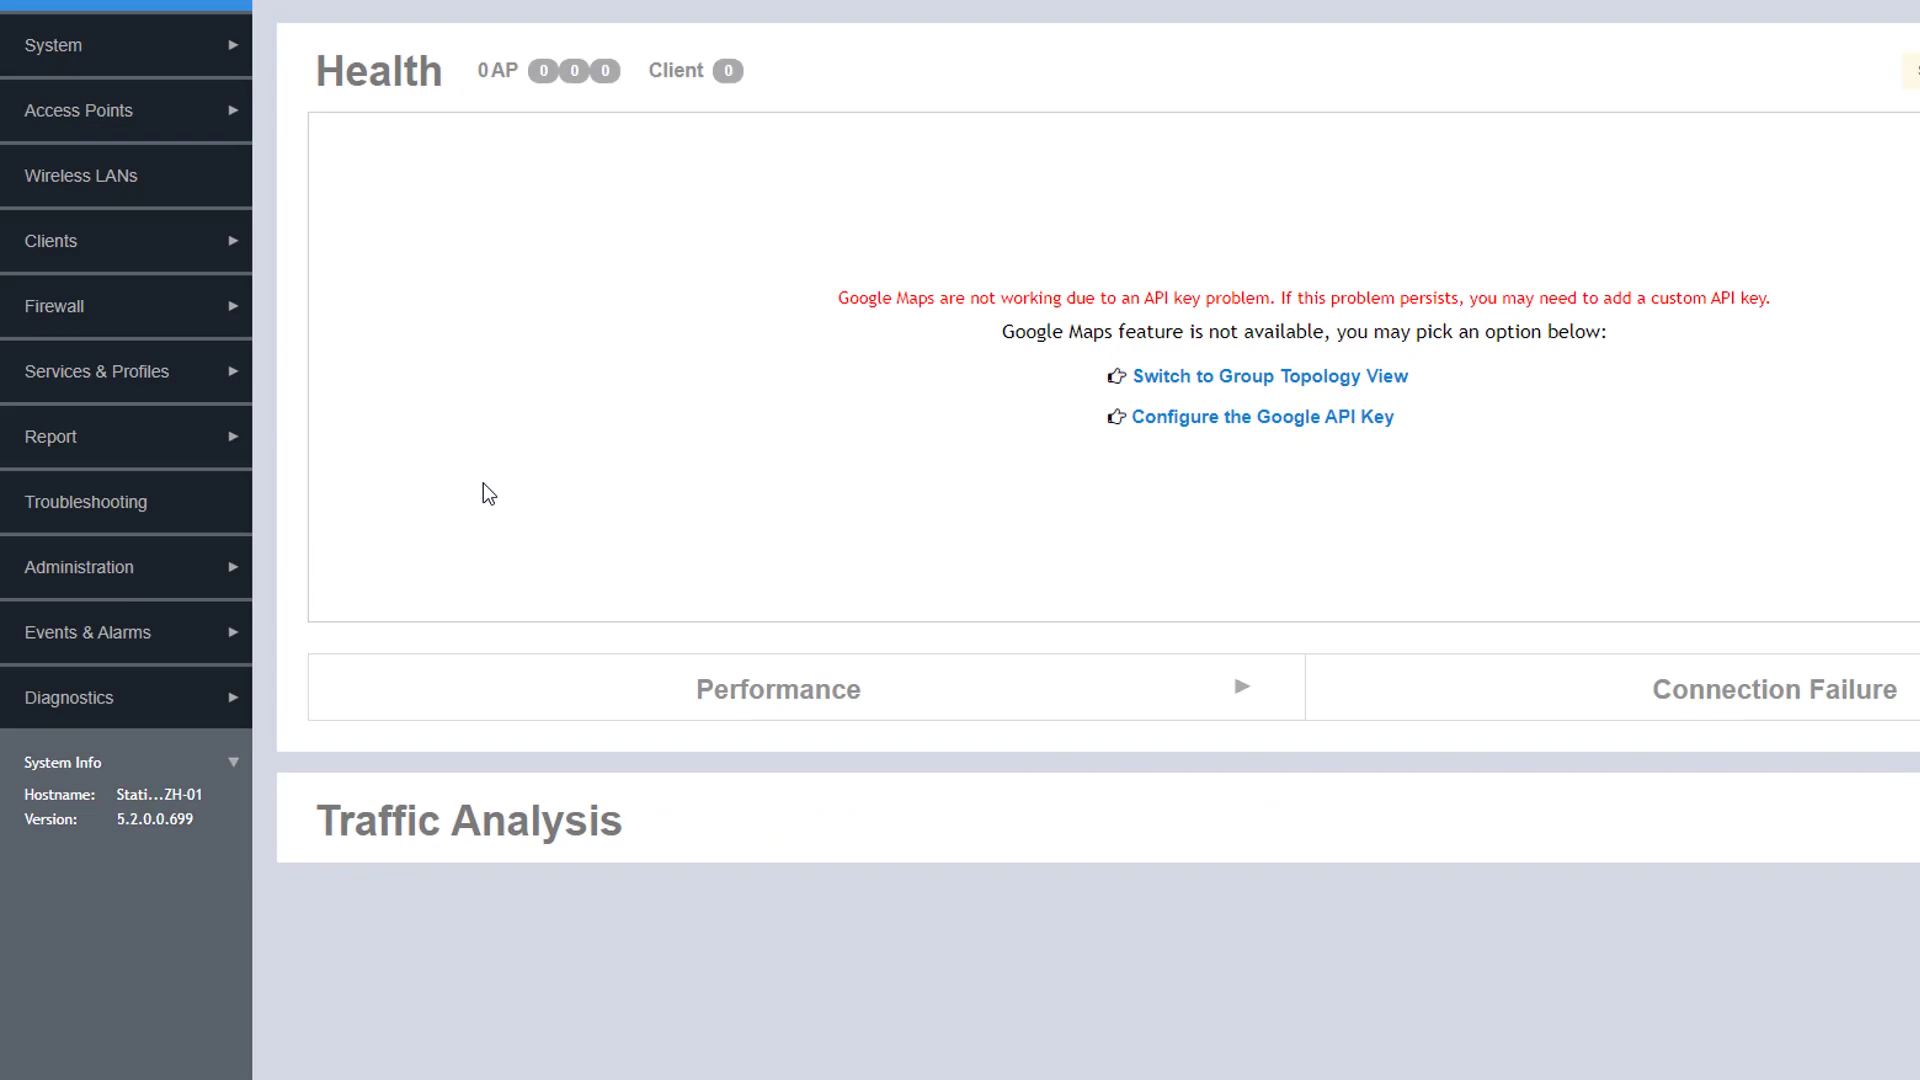 System
Access Points
Wireless LANs
Clients
Firewall
Services & Profiles
Report
Troubleshooting
Administration
Events & Alarms
Diagnostics
System Info
Hostname: Stati...ZH-01
Version: 5.2.0.0.699
Health 0 AP 0 0 0 Client 0
Google Maps are not working due to an API key problem. If this problem persists, you may need to add a custom API key.
Google Maps feature is not available, you may pick an option below:
Switch to Group Topology View
Configure the Google API Key
Performance
Connection Failure
Traffic Analysis